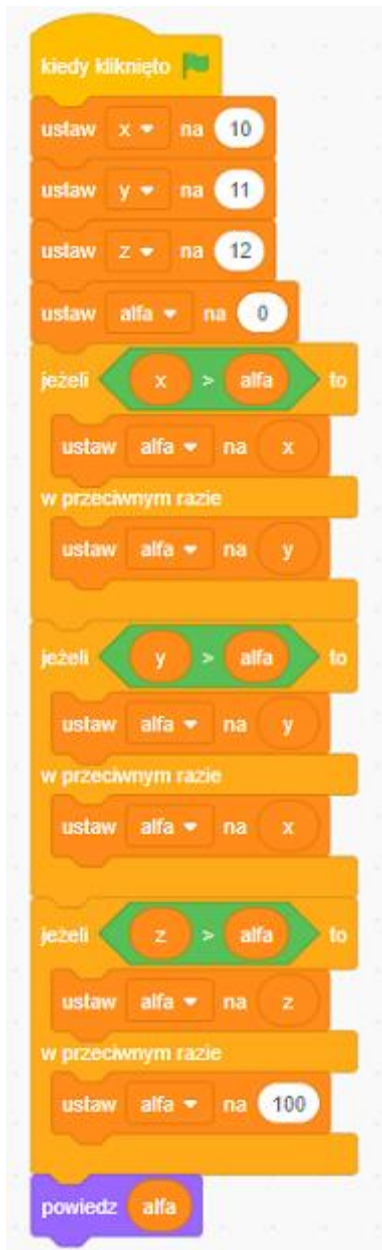 kiedy kliknięto
ustaw x na 10
ustaw y na 11
ustaw z na 12
ustaw alfa na 0
jeżeli x > alfa to
ustaw alfa na x
w przeciwnym razie
ustaw alfa na y
jeżeli y > alfa to
ustaw alfa na y
w przeciwnym razie
ustaw alfa na x
jeżeli z > alfa to
ustaw alfa na z
w przeciwnym razie
ustaw alfa na 100
powiedz alfa